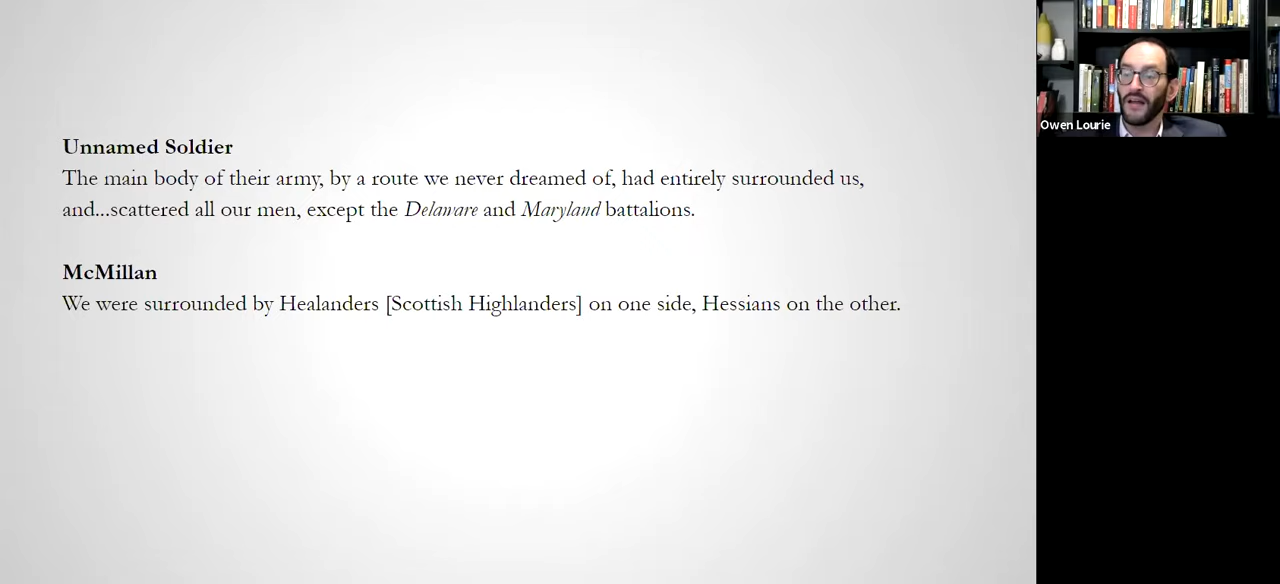 Unnamed Soldier
The main body of their army, by a route we never dreamed of, had entirely surrounded us,
and...scattered all our men, except the Delaware and Maryland battalions.
McMillan
We were surrounded by Healanders [Scottish Highlanders] on one side, Hessians on the other.
Owen Lourie